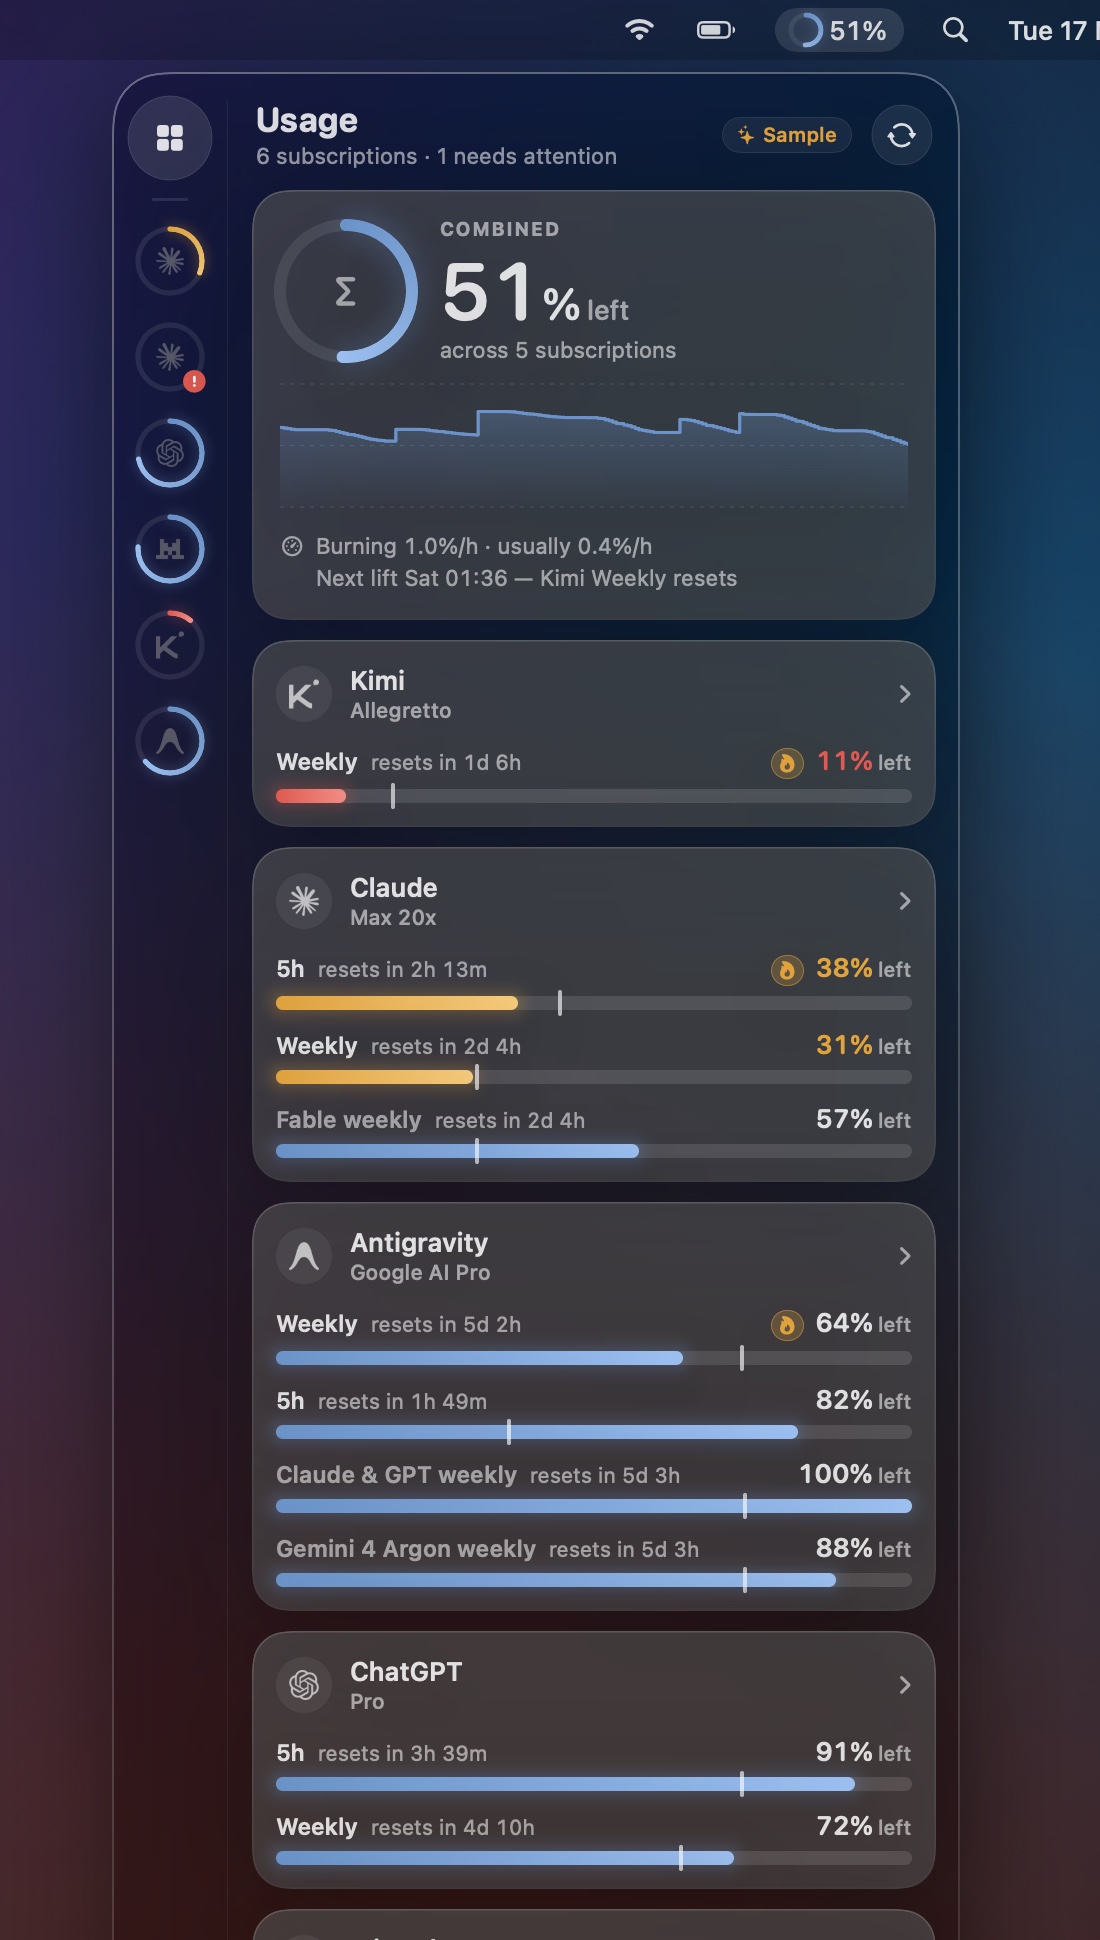 51%
Tue 17
Usage
6 subscriptions · 1 needs attention
Sample
COMBINED
Σ
51% left
across 5 subscriptions
Burning 1.0%/h · usually 0.4%/h
Next lift Sat 01:36 — Kimi Weekly resets
Kimi
Allegretto
Weekly resets in 1d 6h 11% left
Claude
Max 20x
5h resets in 2h 13m 38% left
Weekly resets in 2d 4h 31% left
Fable weekly resets in 2d 4h 57% left
Antigravity
Google AI Pro
Weekly resets in 5d 2h 64% left
5h resets in 1h 49m 82% left
Claude & GPT weekly resets in 5d 3h 100% left
Gemini 4 Argon weekly resets in 5d 3h 88% left
ChatGPT
Pro
5h resets in 3h 39m 91% left
Weekly resets in 4d 10h 72% left